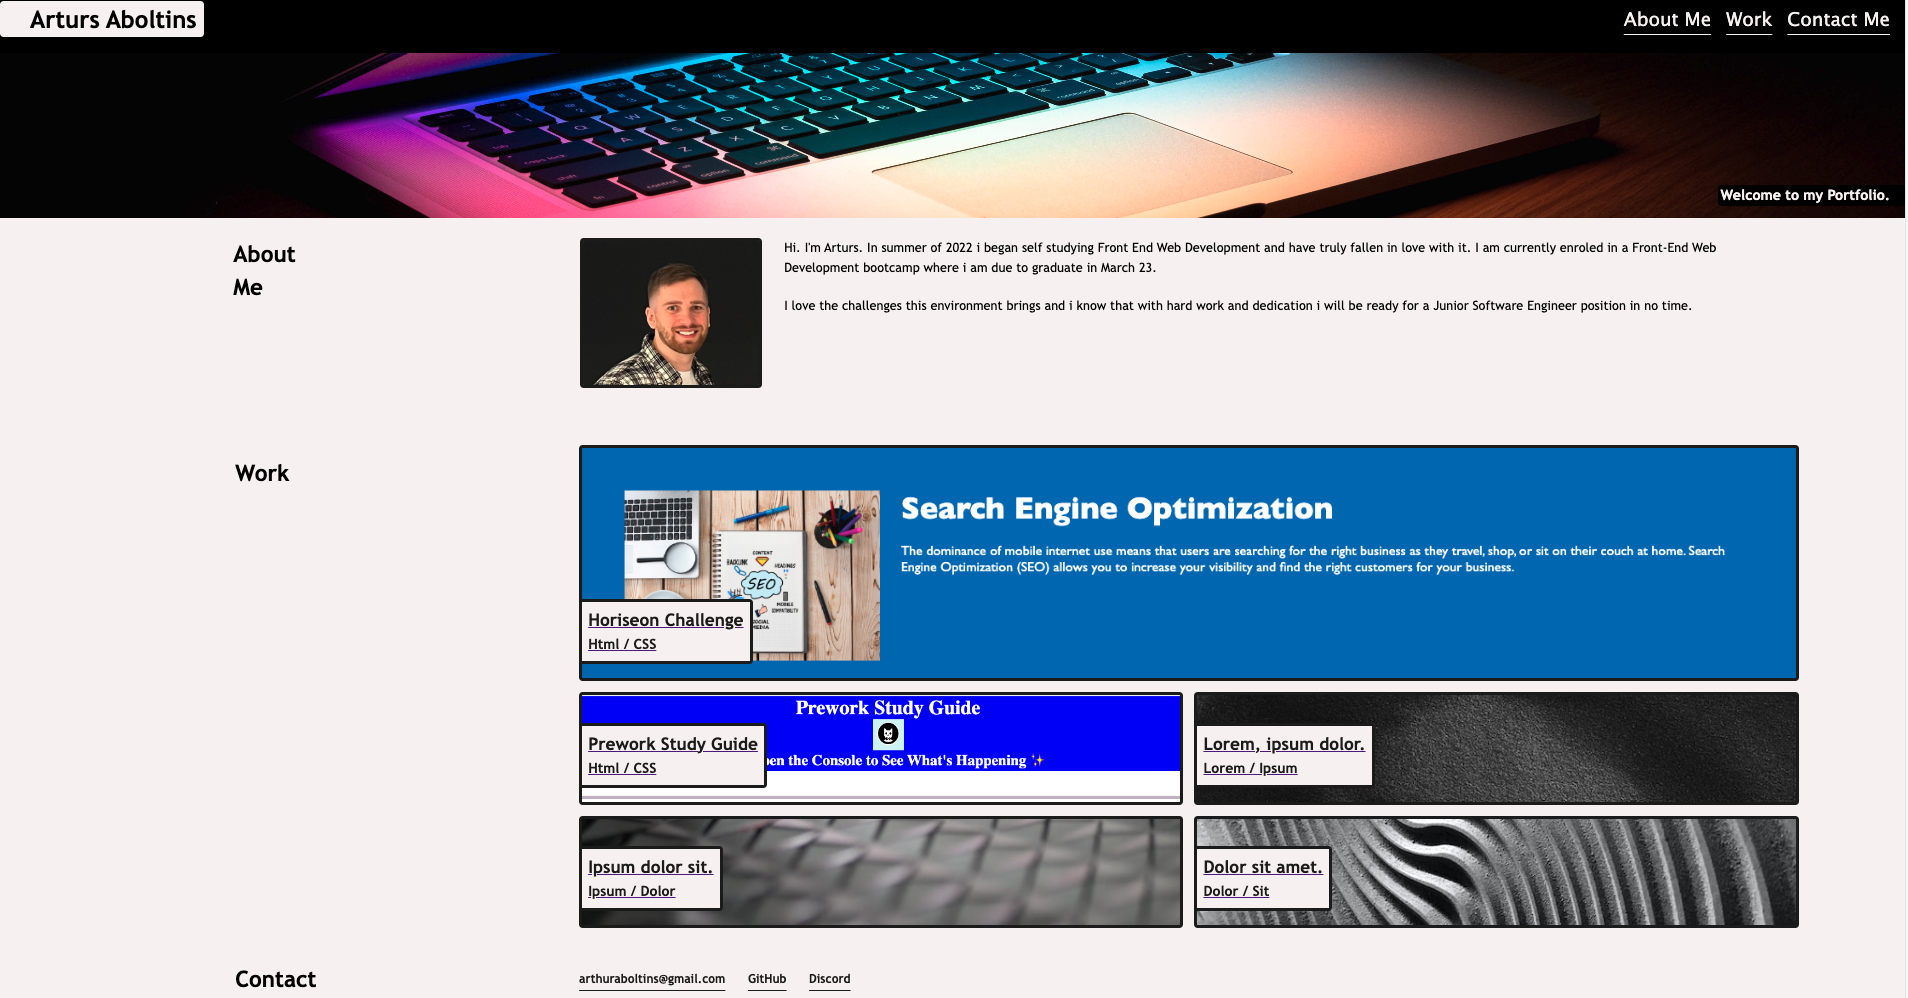 Arturs Aboltins
About Me Work Contact Me
Welcome to my Portfolio.
About
Me
Hi. I'm Arturs. In summer of 2022 i began self studying Front End Web Development and have truly fallen in love with it. I am currently enroled in a Front-End Web
Development bootcamp where i am due to graduate in March 23.
I love the challenges this environment brings and i know that with hard work and dedication i will be ready for a Junior Software Engineer position in no time.
Work
Search Engine Optimization
The dominance of mobile internet use means that users are searching for the right business as they travel, shop, or sit on their couch at home. Search
Engine Optimization (SEO) allows you to increase your visibility and find the right customers for your business.
CONTENT
BACKLINK
HEADINGS
SEO
MOBILE
COMPATIBILITY
SOCIAL
MEDIA
Horiseon Challenge
Html / CSS
Prework Study Guide
pen the Console to See What's Happening ✨
Prework Study Guide
Html / CSS
Lorem, ipsum dolor.
Lorem / Ipsum
Ipsum dolor sit.
Ipsum / Dolor
Dolor sit amet.
Dolor / Sit
Contact
arthuraboltins@gmail.com GitHub Discord